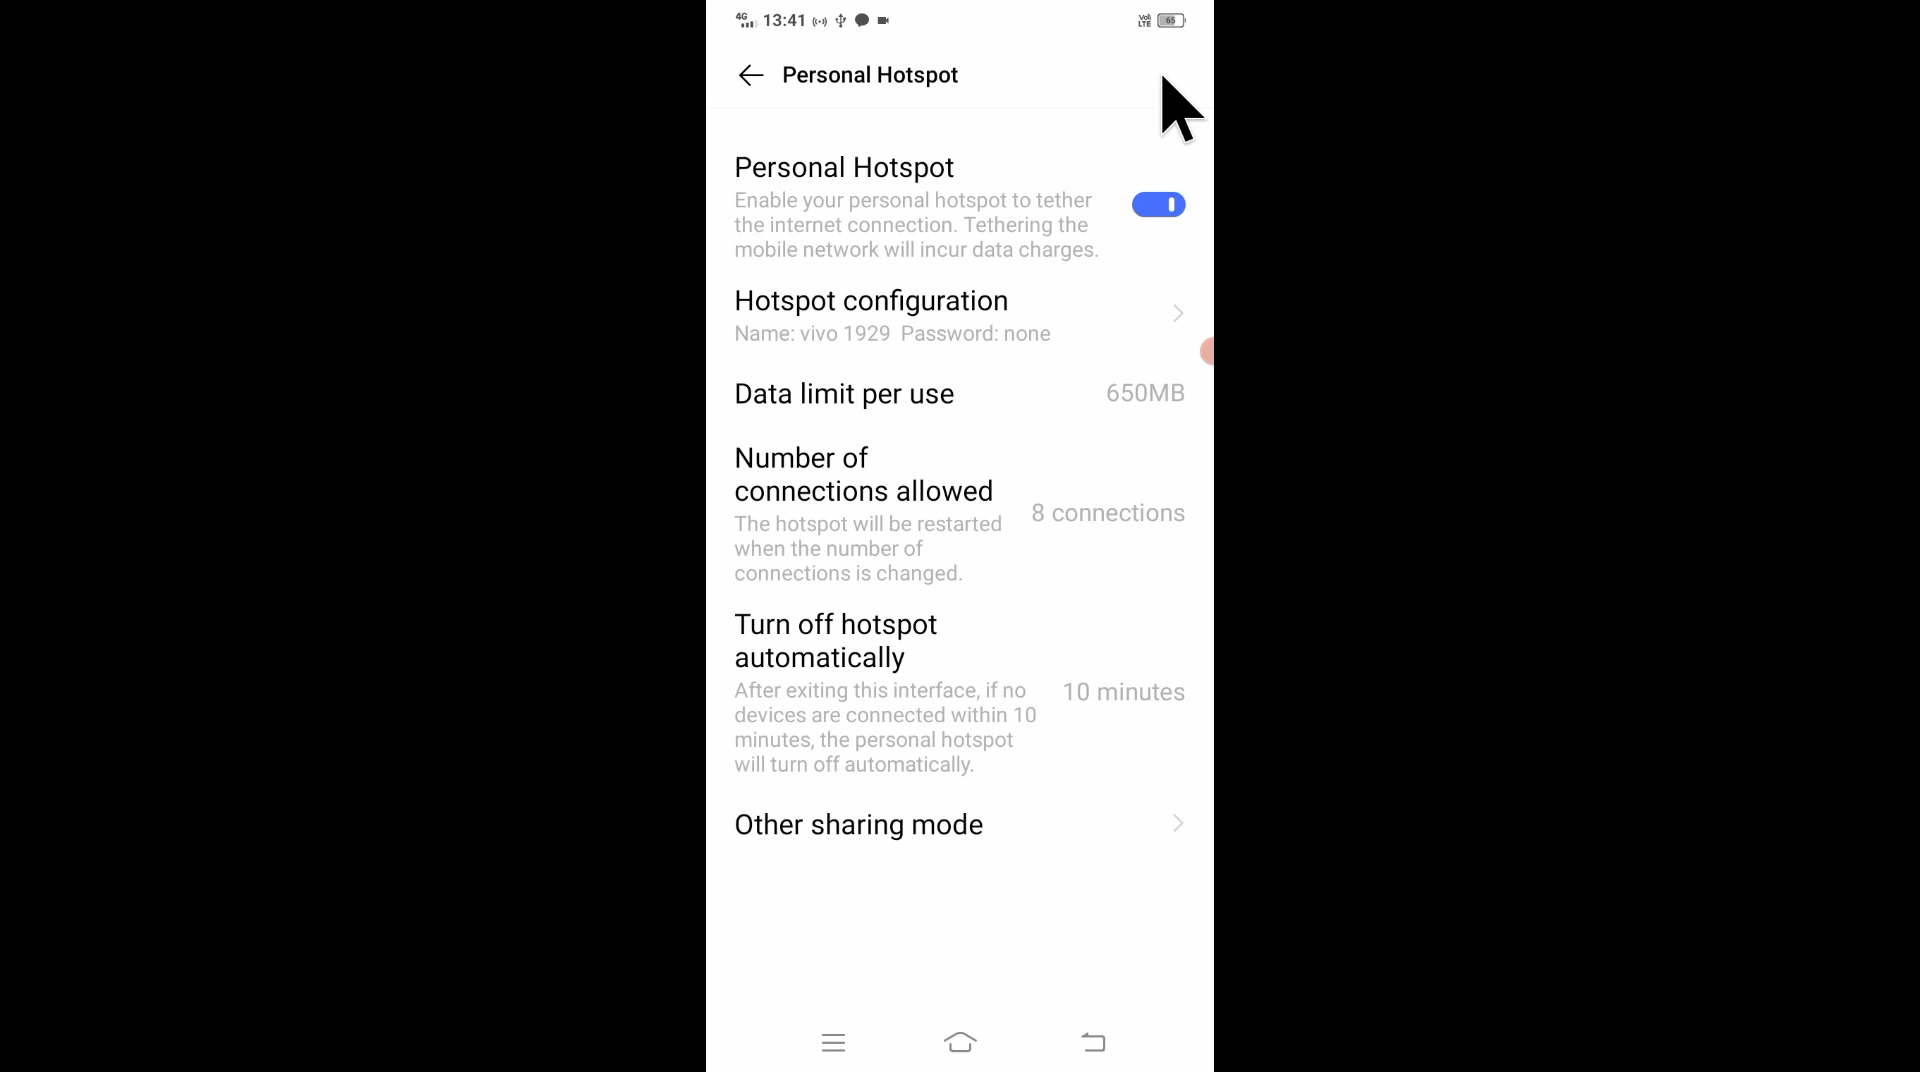 4G 13:41 Vo) LTE 65
Personal Hotspot
Personal Hotspot
Enable your personal hotspot to tether
the internet connection. Tethering the
mobile network will incur data charges.
Hotspot configuration
Name: vivo 1929 Password: none
Data limit per use 650MB
Number of
connections allowed
8 connections
The hotspot will be restarted
when the number of
connections is changed.
Turn off hotspot
automatically
After exiting this interface, if no
10 minutes
devices are connected within 10
minutes, the personal hotspot
will turn off automatically.
Other sharing mode